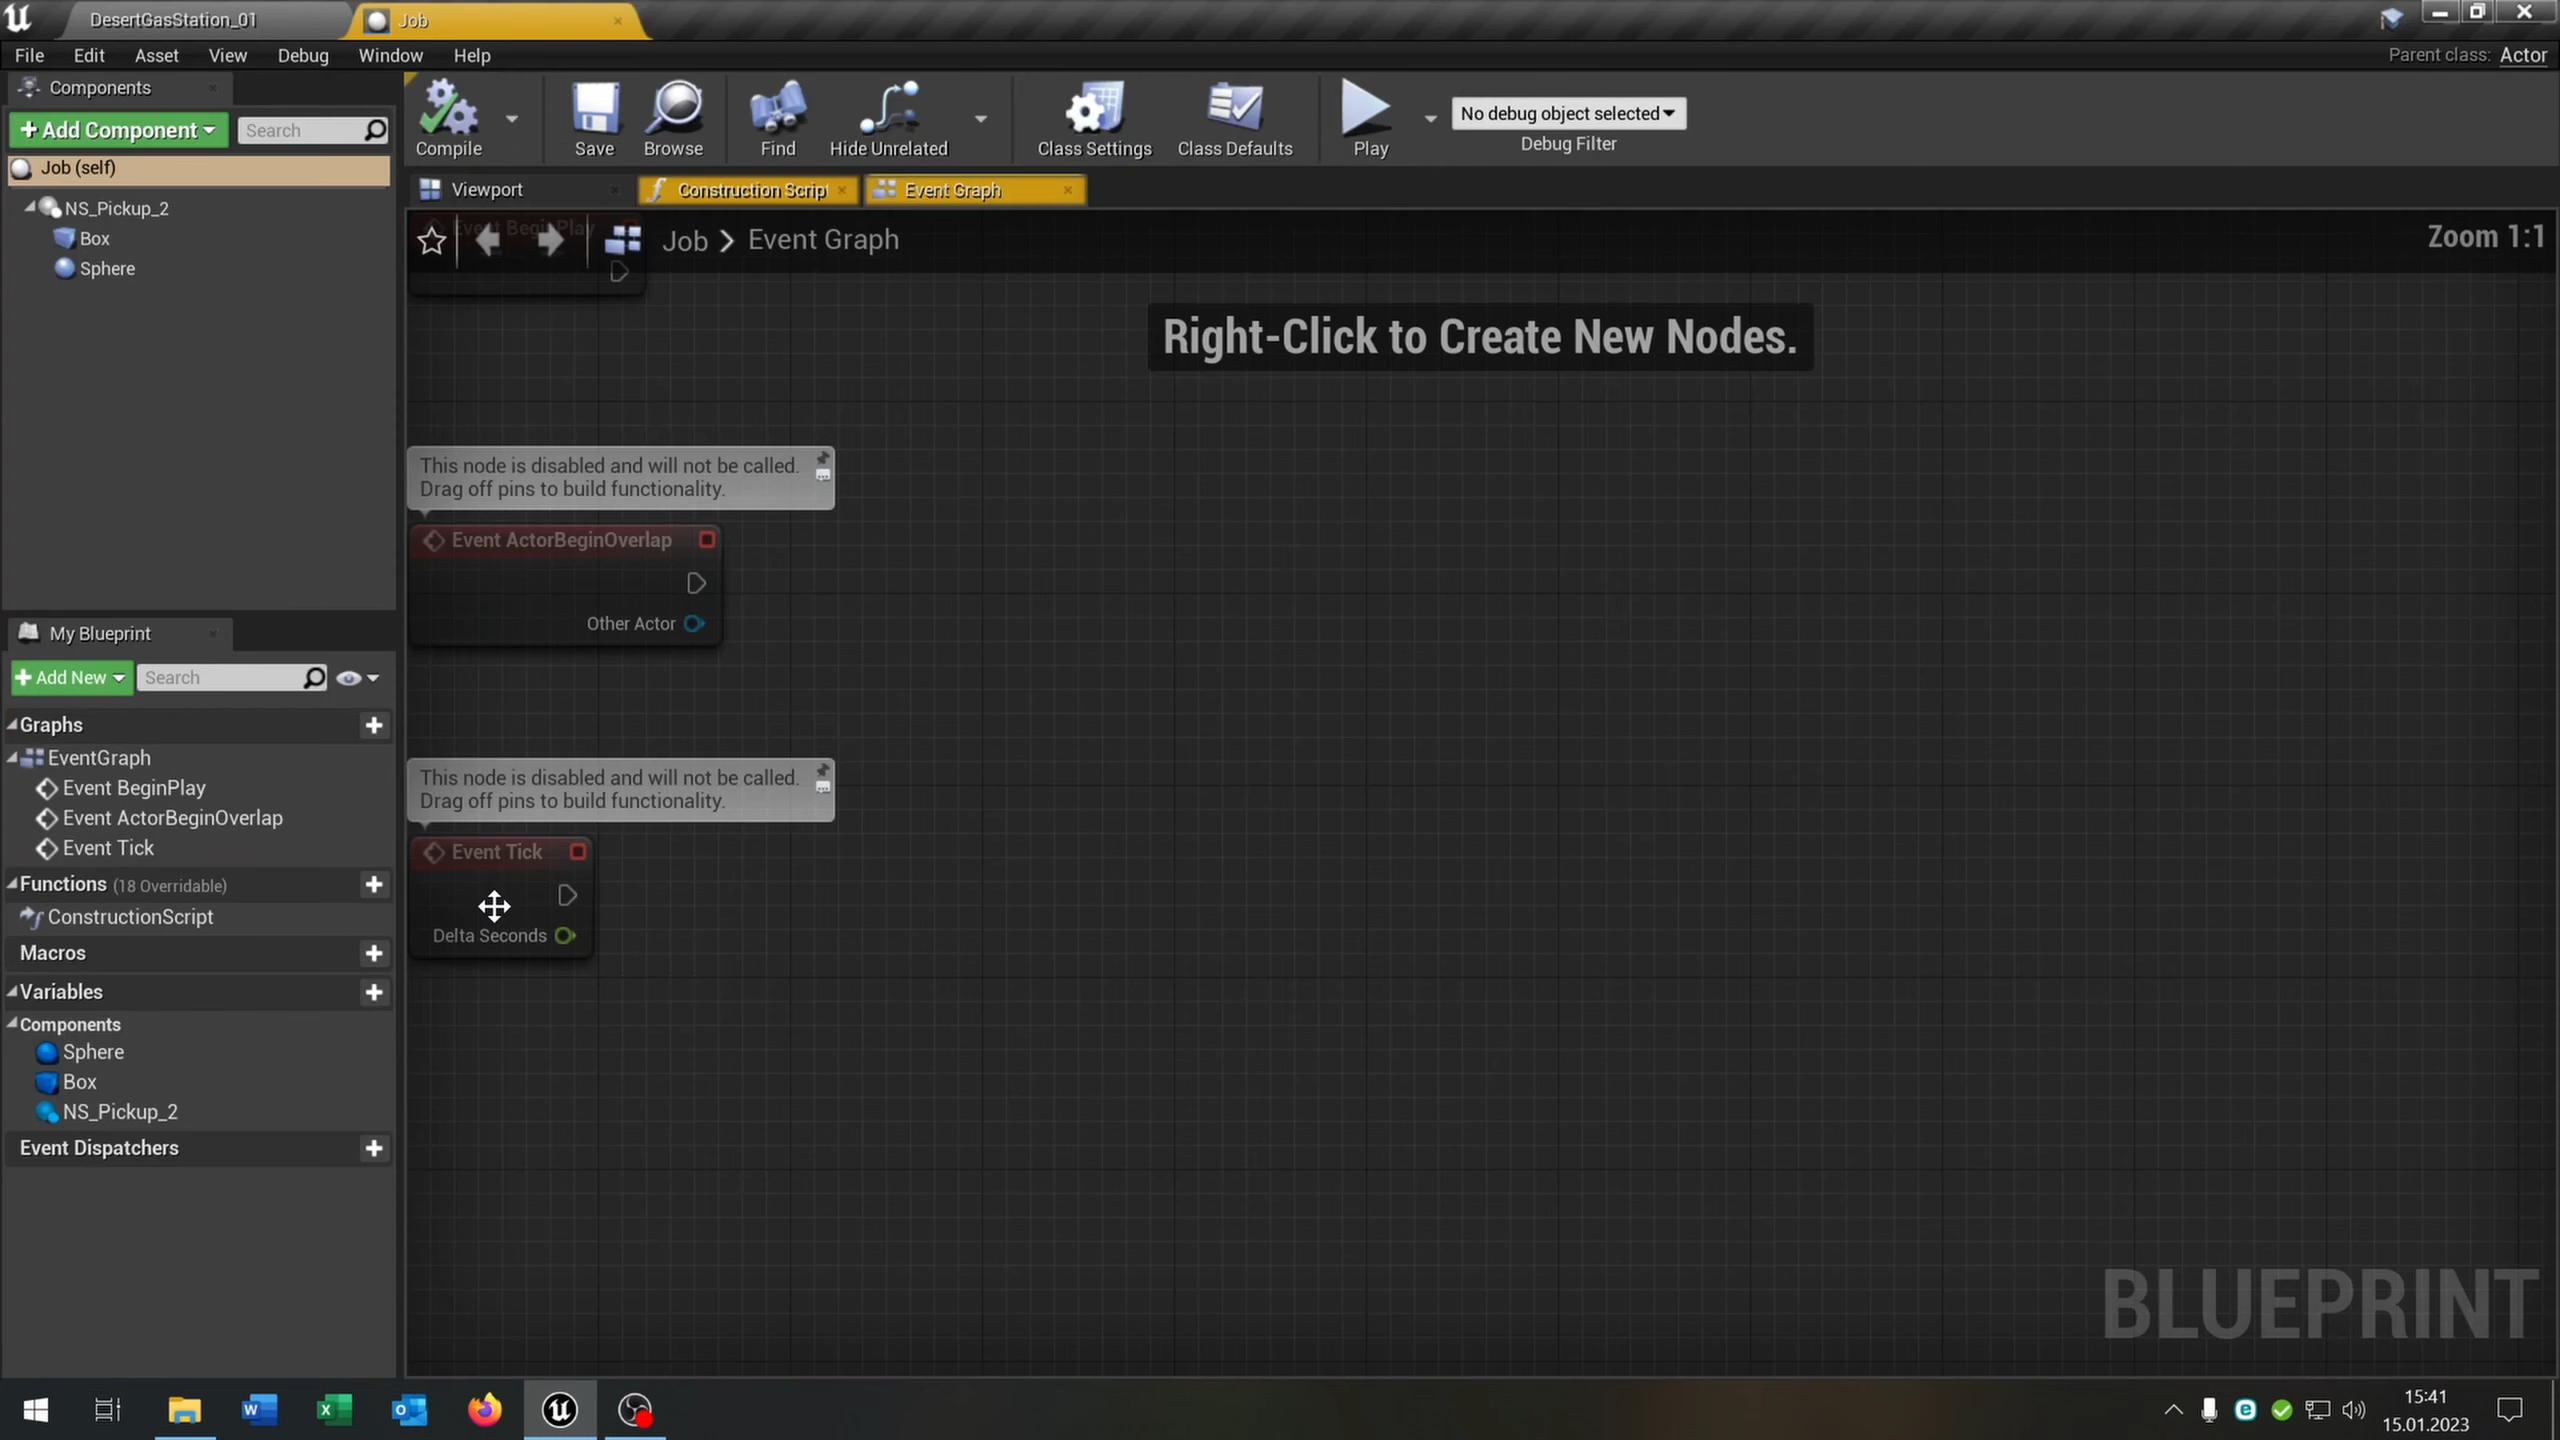 DesertGasStation_01
Job
File Edit Asset View Debug Window Help
Parent class: Actor
Components
Add Component
Search
Job (self)
NS_Pickup_2
Box
Sphere
Compile
Save
Browse
Find
Hide Unrelated
Class Settings
Class Defaults
Play
No debug object selected
Debug Filter
Viewport
Construction Script
Event Graph
Event BeginPlay
Job > Event Graph
Zoom 1:1
Right-Click to Create New Nodes.
This node is disabled and will not be called.
Drag off pins to build functionality.
Event ActorBeginOverlap
Other Actor
This node is disabled and will not be called.
Drag off pins to build functionality.
Event Tick
Delta Seconds
My Blueprint
Add New
Search
Graphs
EventGraph
Event BeginPlay
Event ActorBeginOverlap
Event Tick
Functions (18 Overridable)
ConstructionScript
Macros
Variables
Components
Sphere
Box
NS_Pickup_2
Event Dispatchers
BLUEPRINT
15:41
15.01.2023